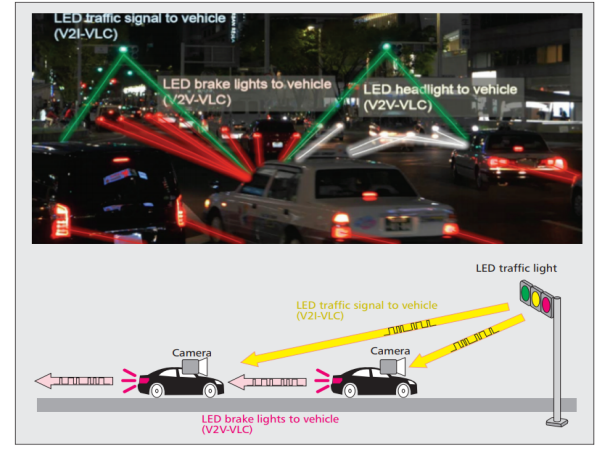 LED traffic signal to vehicle
(V2I-VLC)
LED brake lights to vehicle
(V2V-VLC)
LED headlight to vehicle
(V2V-VLC)
LED traffic light
LED traffic signal to vehicle
(V2I-VLC)
Camera
Camera
LED brake lights to vehicle
(V2V-VLC)